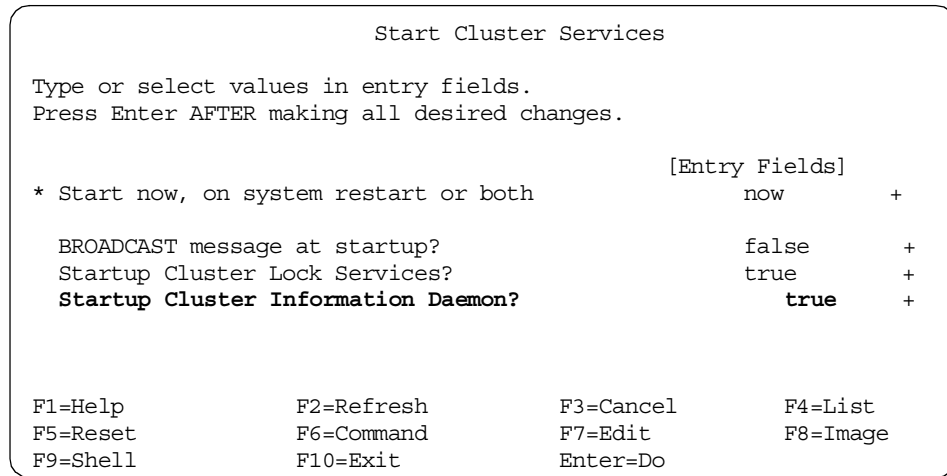 Start Cluster Services
Type or select values in entry fields.
Press Enter AFTER making all desired changes.
[Entry Fields]
* Start now, on system restart or both now +
BROADCAST message at startup? false +
Startup Cluster Lock Services? true +
Startup Cluster Information Daemon? true +
F1=Help F2=Refresh F3=Cancel F4=List
F5=Reset F6=Command F7=Edit F8=Image
F9=Shell F10=Exit Enter=Do